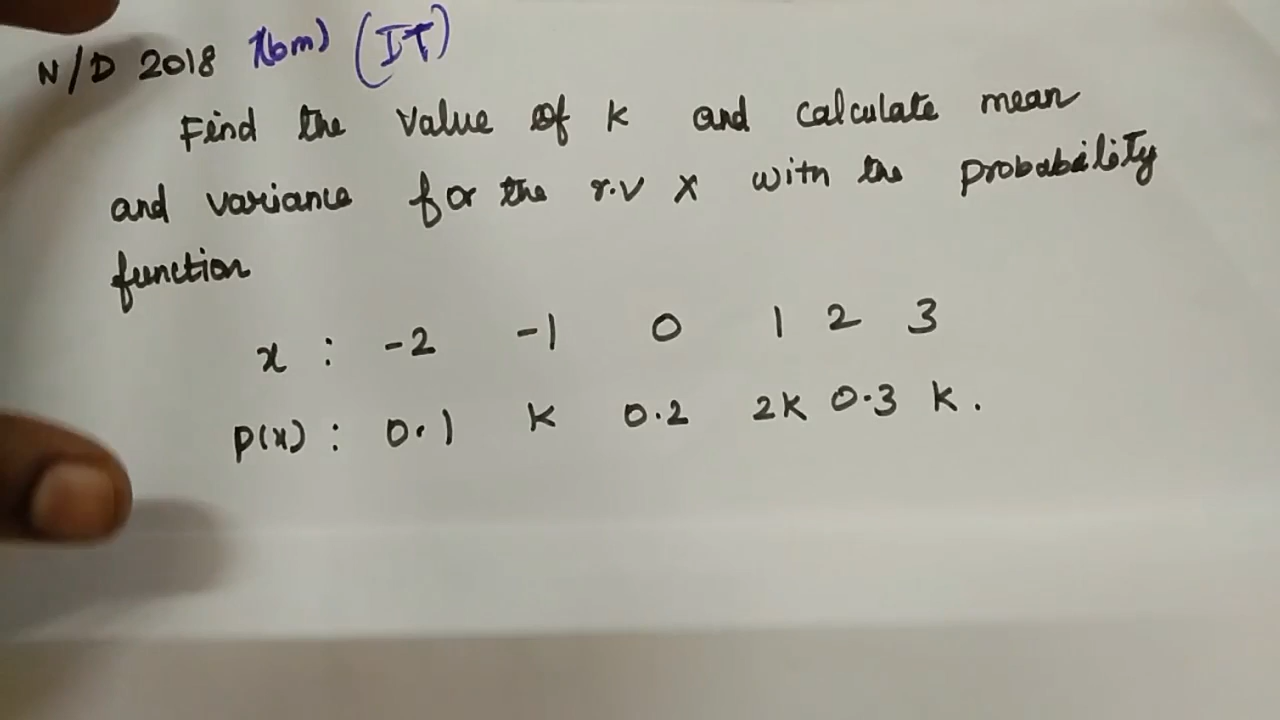 N/D 2018 (6m) (IT)
Find the value of k and calculate mean
and variance for the r.v X with the probability
function
x : -2 -1 0 1 2 3
P(x) : 0.1 k 0.2 2k 0.3 k.